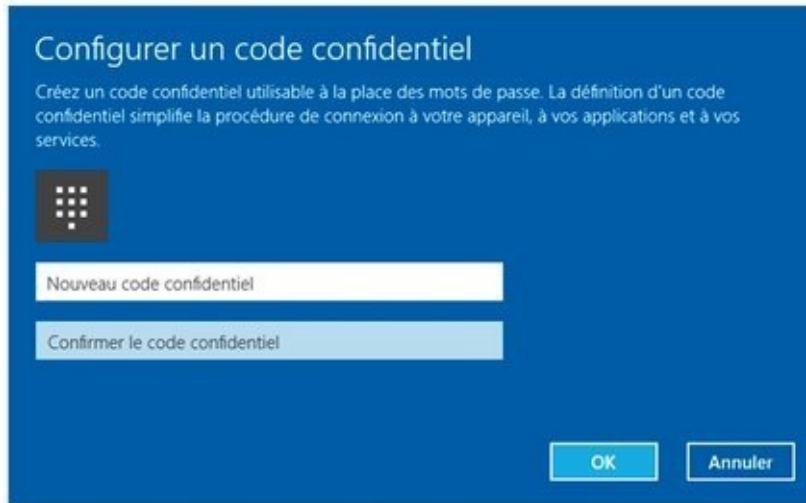 Configurer un code confidentiel
Créez un code confidentiel utilisable à la place des mots de passe. La définition d'un code
confidentiel simplifie la procédure de connexion à votre appareil, à vos applications et à vos
services.
Nouveau code confidentiel
Confirmer le code confidentiel
OK
Annuler